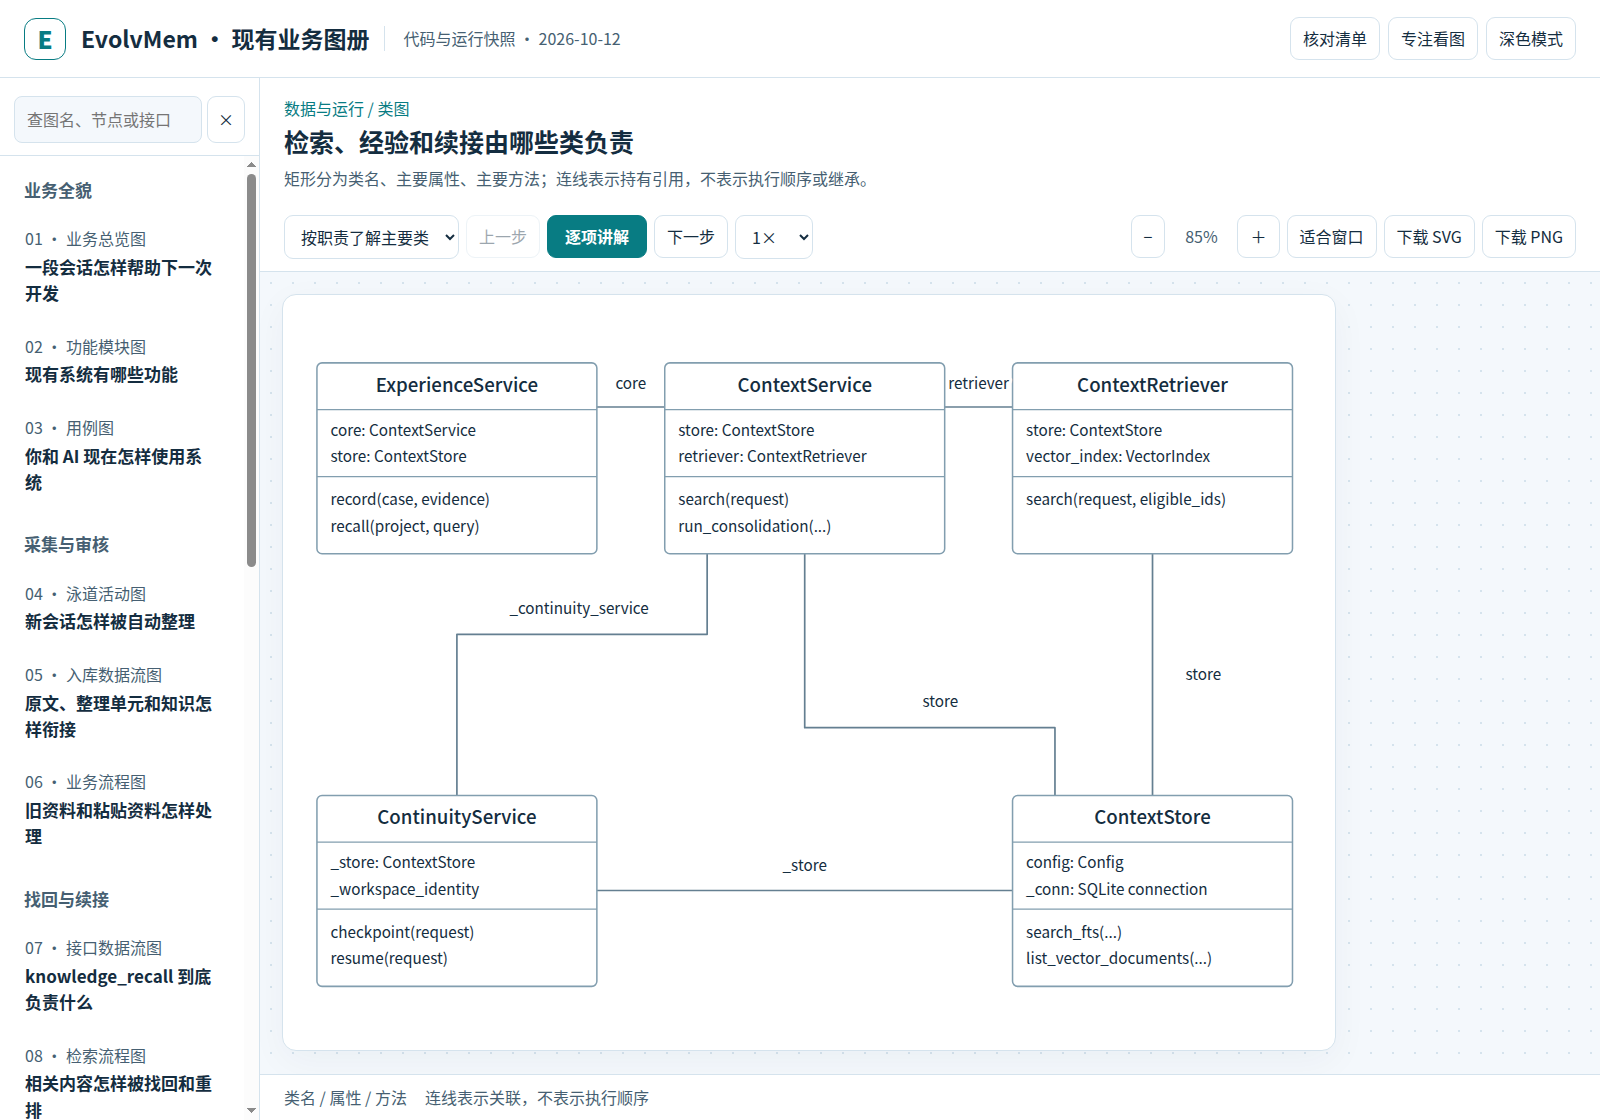 E EvolvMem · 现有业务图册 代码与运行快照 · 2026-10-12 核对清单 专注看图 深色模式
查图名、节点或接口 ×
业务全貌
01 · 业务总览图
一段会话怎样帮助下一次
开发
02 · 功能模块图
现有系统有哪些功能
03 · 用例图
你和 AI 现在怎样使用系
统
采集与审核
04 · 泳道活动图
新会话怎样被自动整理
05 · 入库数据流图
原文、整理单元和知识怎
样衔接
06 · 业务流程图
旧资料和粘贴资料怎样处
理
找回与续接
07 · 接口数据流图
knowledge_recall 到底
负责什么
08 · 检索流程图
相关内容怎样被找回和重
排
数据与运行 / 类图
检索、经验和续接由哪些类负责
矩形分为类名、主要属性、主要方法；连线表示持有引用，不表示执行顺序或继承。
按职责了解主要类 上一步 逐项讲解 下一步 1× − 85% + 适合窗口 下载 SVG 下载 PNG
ExperienceService
core: ContextService
store: ContextStore
record(case, evidence)
recall(project, query)
core
ContextService
store: ContextStore
retriever: ContextRetriever
search(request)
run_consolidation(...)
retriever
ContextRetriever
store: ContextStore
vector_index: VectorIndex
search(request, eligible_ids)
_continuity_service
store
store
ContinuityService
_store: ContextStore
_workspace_identity
checkpoint(request)
resume(request)
_store
ContextStore
config: Config
_conn: SQLite connection
search_fts(...)
list_vector_documents(...)
类名 / 属性 / 方法 连线表示关联，不表示执行顺序